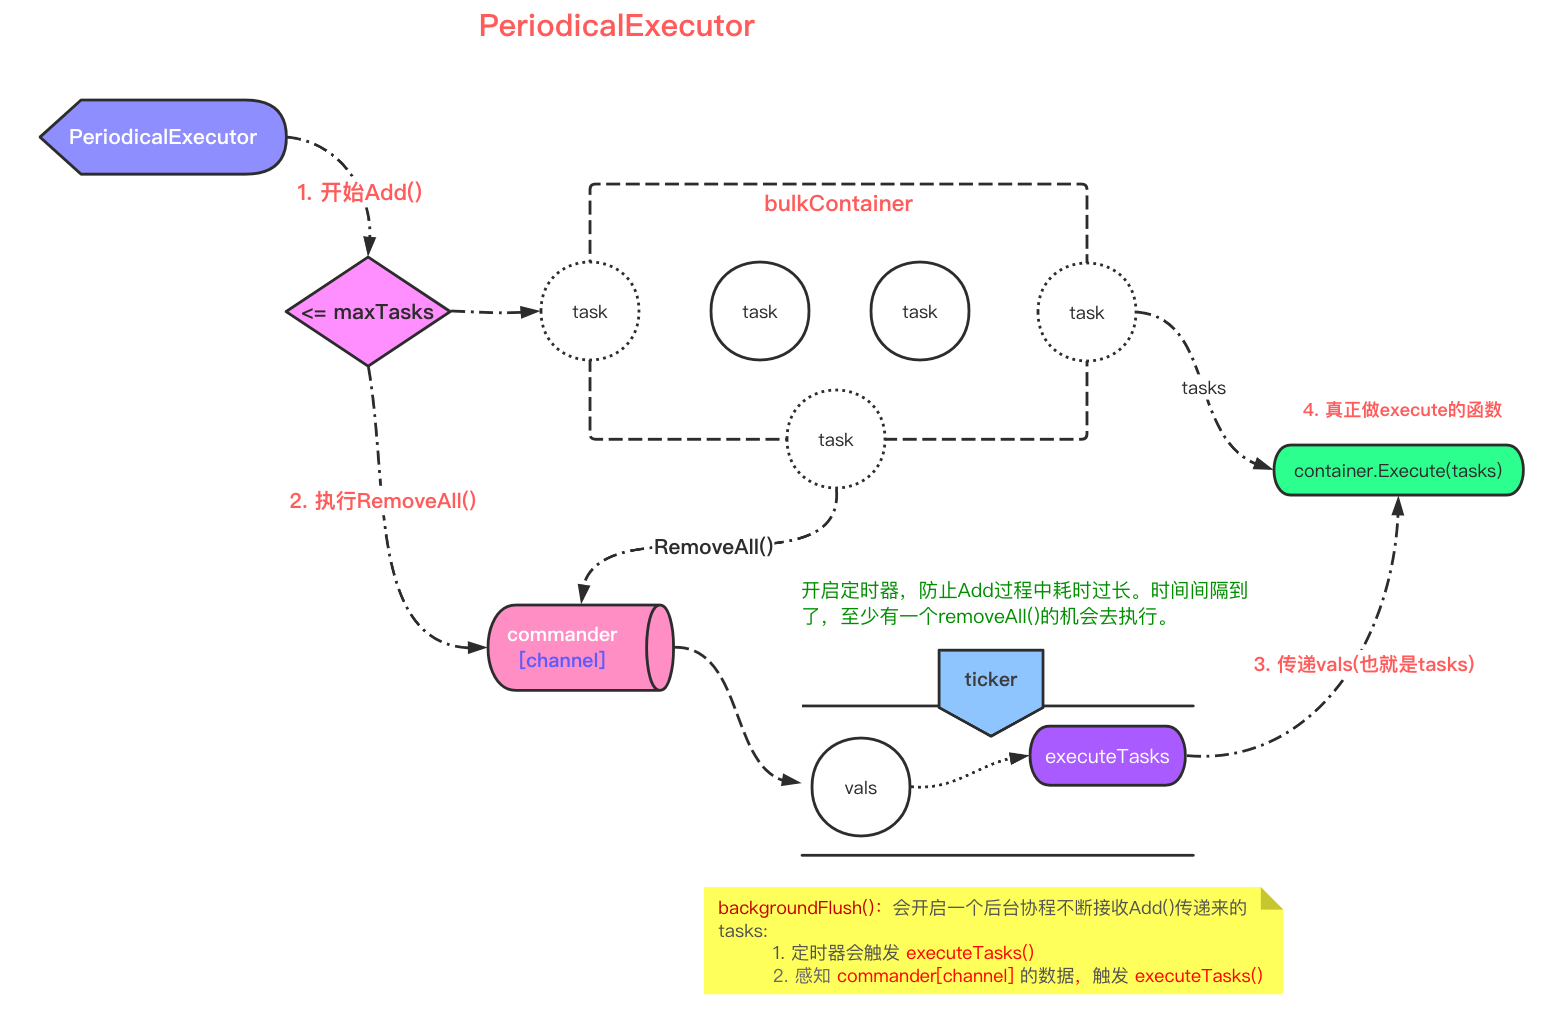 PeriodicalExecutor
PeriodicalExecutor
1. 开始Add()
bulkContainer
<= maxTasks
task
task
task
task
tasks
4. 真正做execute的函数
task
container.Execute(tasks)
2. 执行RemoveAll()
RemoveAll()
开启定时器，防止Add过程中耗时过长。时间间隔到
了，至少有一个removeAll()的机会去执行。
commander
[channel]
3. 传递vals(也就是tasks)
ticker
executeTasks
vals
backgroundFlush()：会开启一个后台协程不断接收Add()传递来的
tasks:
1. 定时器会触发 executeTasks()
2. 感知 commander[channel] 的数据，触发 executeTasks()